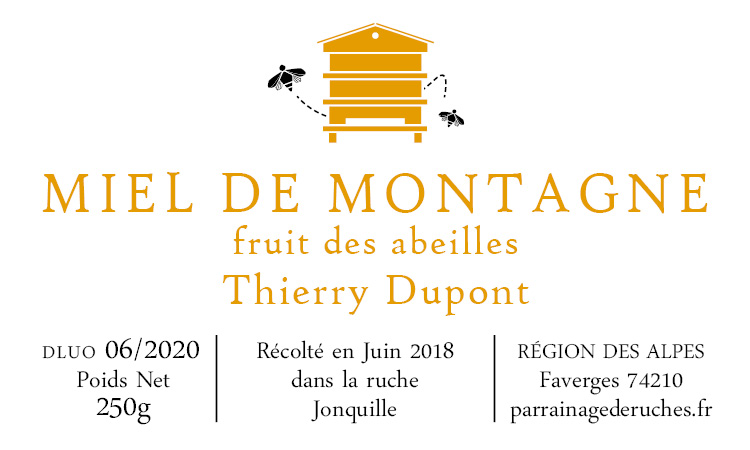 MIEL DE MONTAGNE
fruit des abeilles
Thierry Dupont
DLUO 06/2020
Poids Net
250g
Récolté en Juin 2018
dans la ruche
Jonquille
RÉGION DES ALPES
Faverges 74210
parrainagederuches.fr